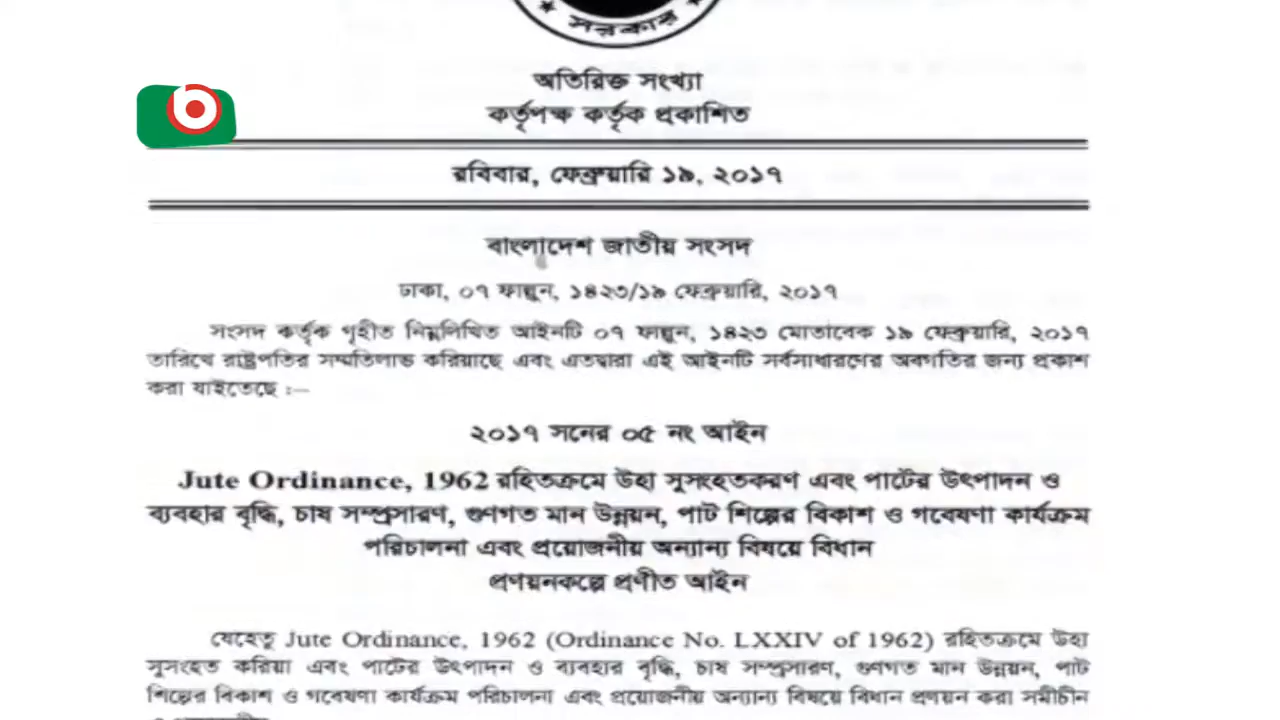 সরকার
অতিরিক্ত সংখ্যা
কর্তৃপক্ষ কর্তৃক প্রকাশিত
রবিবার, ফেব্রুয়ারি ১৯, ২০১৭
বাংলাদেশ জাতীয় সংসদ
ঢাকা, ০৭ ফাল্গুন, ১৪২৩/১৯ ফেব্রুয়ারি, ২০১৭
সংসদ কর্তৃক গৃহীত নিম্নলিখিত আইনটি ০৭ ফাল্গুন, ১৪২৩ মোতাবেক ১৯ ফেব্রুয়ারি, ২০১৭
তারিখে রাষ্ট্রপতির সম্মতিলাভ করিয়াছে এবং এতদ্বারা এই আইনটি সর্বসাধারণের অবগতির জন্য প্রকাশ
করা যাইতেছে :—
২০১৭ সনের ০৫ নং আইন
Jute Ordinance, 1962 রহিতক্রমে উহা সুসংহতকরণ এবং পাটের উৎপাদন ও
ব্যবহার বৃদ্ধি, চাষ সম্প্রসারণ, গুণগত মান উন্নয়ন, পাট শিল্পের বিকাশ ও গবেষণা কার্যক্রম
পরিচালনা এবং প্রয়োজনীয় অন্যান্য বিষয়ে বিধান
প্রণয়নকল্পে প্রণীত আইন
যেহেতু Jute Ordinance, 1962 (Ordinance No. LXXIV of 1962) রহিতক্রমে উহা
সুসংহত করিয়া এবং পাটের উৎপাদন ও ব্যবহার বৃদ্ধি, চাষ সম্প্রসারণ, গুণগত মান উন্নয়ন, পাট
শিল্পের বিকাশ ও গবেষণা কার্যক্রম পরিচালনা এবং প্রয়োজনীয় অন্যান্য বিষয়ে বিধান প্রণয়ন করা সমীচীন